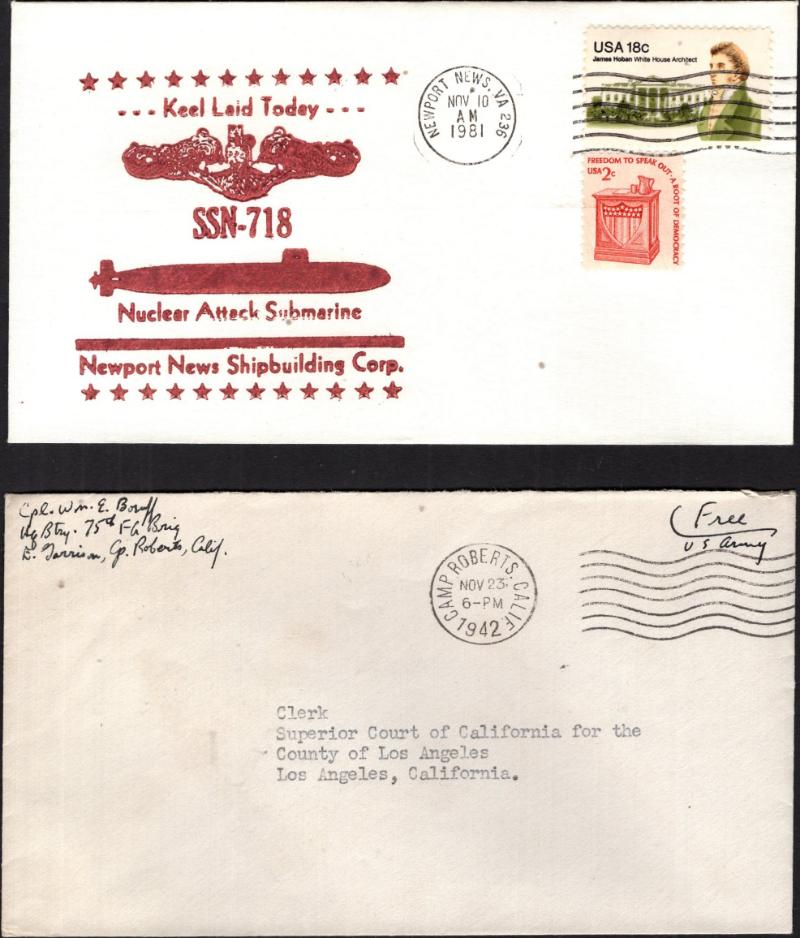 - - - Keel Laid Today - - -
SSN-718
Nuclear Attack Submarine
Newport News Shipbuilding Corp.
NEWPORT NEWS, VA 236
NOV 10
AM
1981
USA 18c
James Hoban White House Architect
FREEDOM TO SPEAK OUT-A ROOT OF DEMOCRACY
USA 2c
Cpl. Wm. E. Boruff
Hq Btry. 75th FA Brig
E. Garrison, Cp. Roberts, Calif.
Free
US Army
CAMP ROBERTS, CALIF.
NOV 23
6-PM
1942
Clerk
Superior Court of California for the
County of Los Angeles
Los Angeles, California.